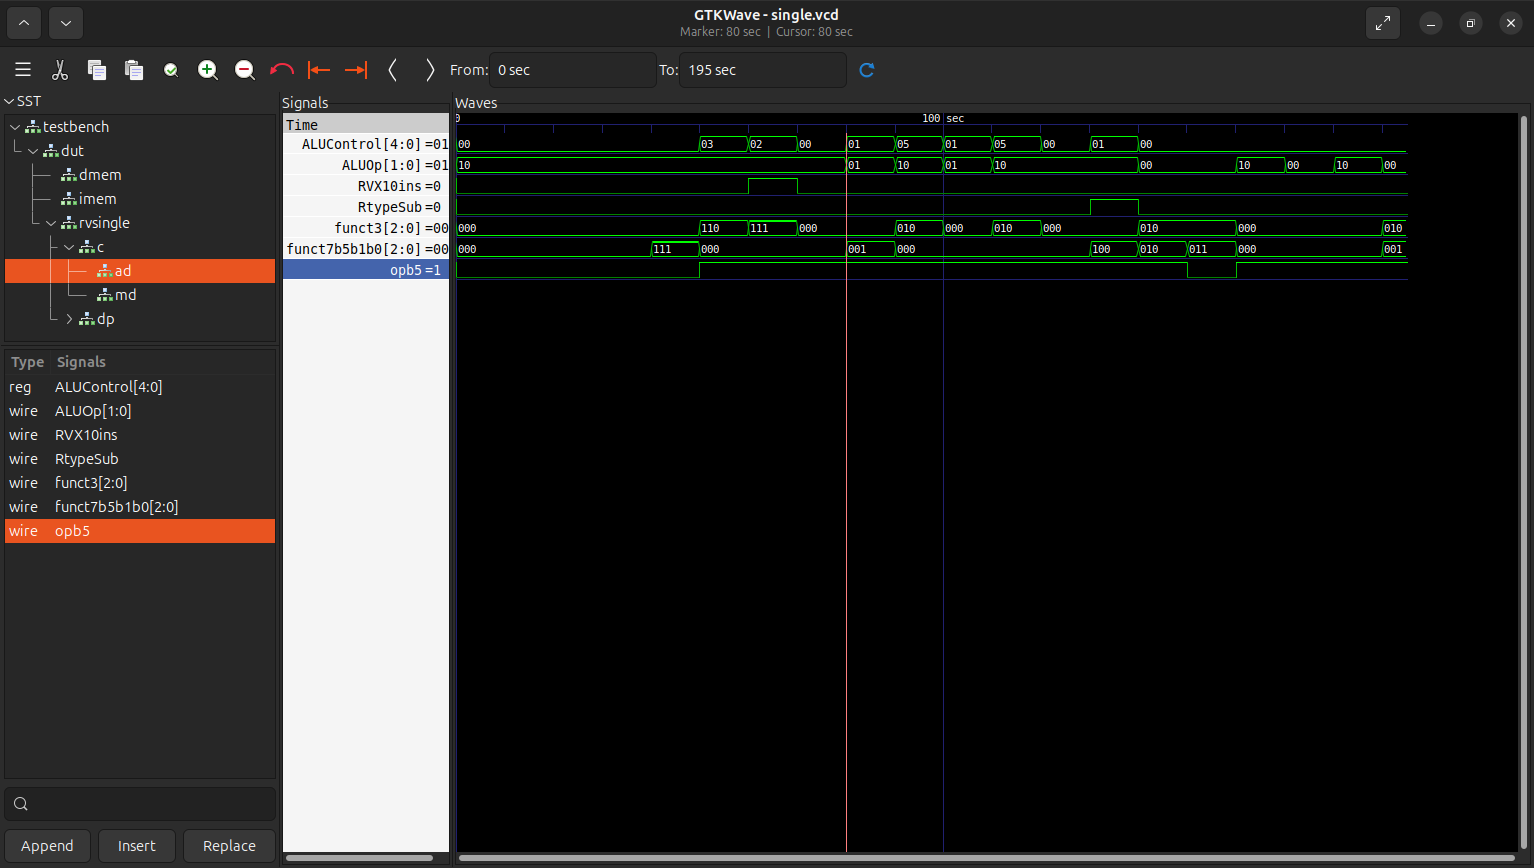 GTKWave - single.vcd
Marker: 80 sec | Cursor: 80 sec
From: 0 sec To: 195 sec
SST
testbench
dut
dmem
imem
rvsingle
c
ad
md
dp
Type Signals
reg ALUControl[4:0]
wire ALUOp[1:0]
wire RVX10ins
wire RtypeSub
wire funct3[2:0]
wire funct7b5b1b0[2:0]
wire opb5
Append Insert Replace
Signals
Time
ALUControl[4:0] =01
ALUOp[1:0] =01
RVX10ins =0
RtypeSub =0
funct3[2:0] =00
funct7b5b1b0[2:0] =00
opb5 =1
Waves
0 100 sec
00 03 02 00 01 05 01 05 00 01 00
10 01 10 01 10 00 10 00 10 00
000 110 111 000 010 000 010 000 010 000 010
000 111 000 001 000 100 010 011 000 001